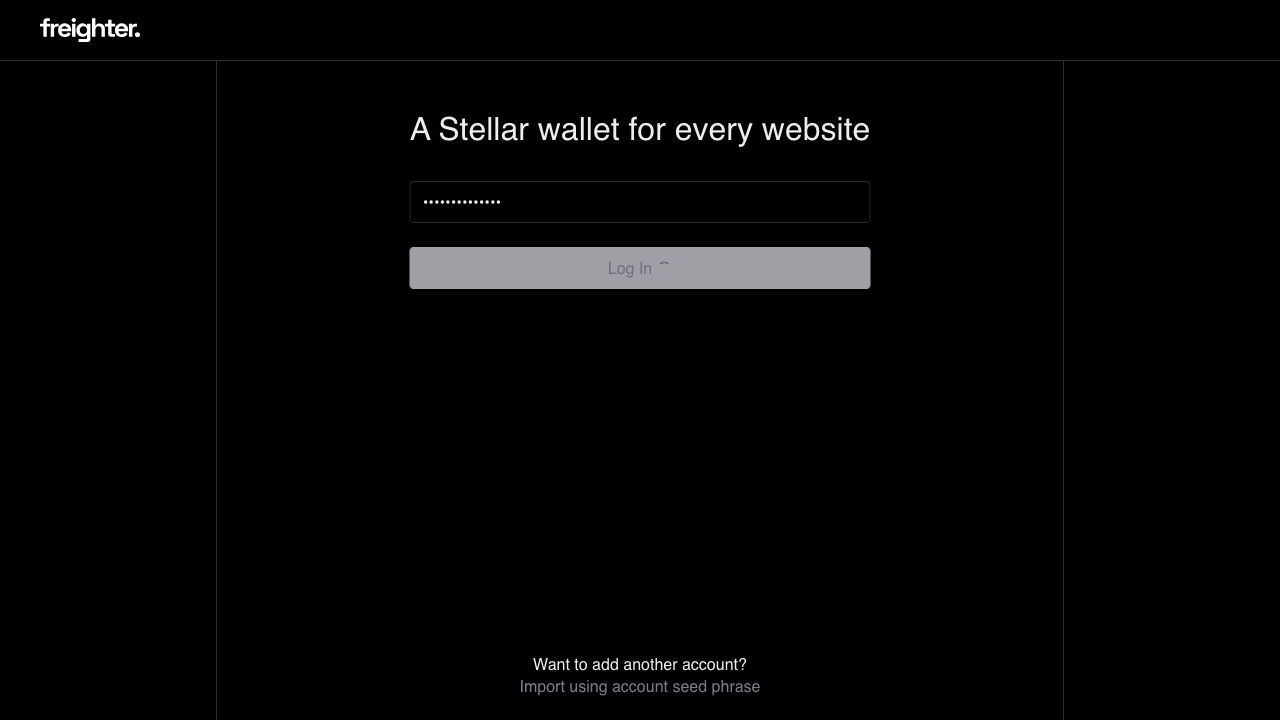 freighter.
A Stellar wallet for every website
••••••••••••••
Log In
Want to add another account?
Import using account seed phrase